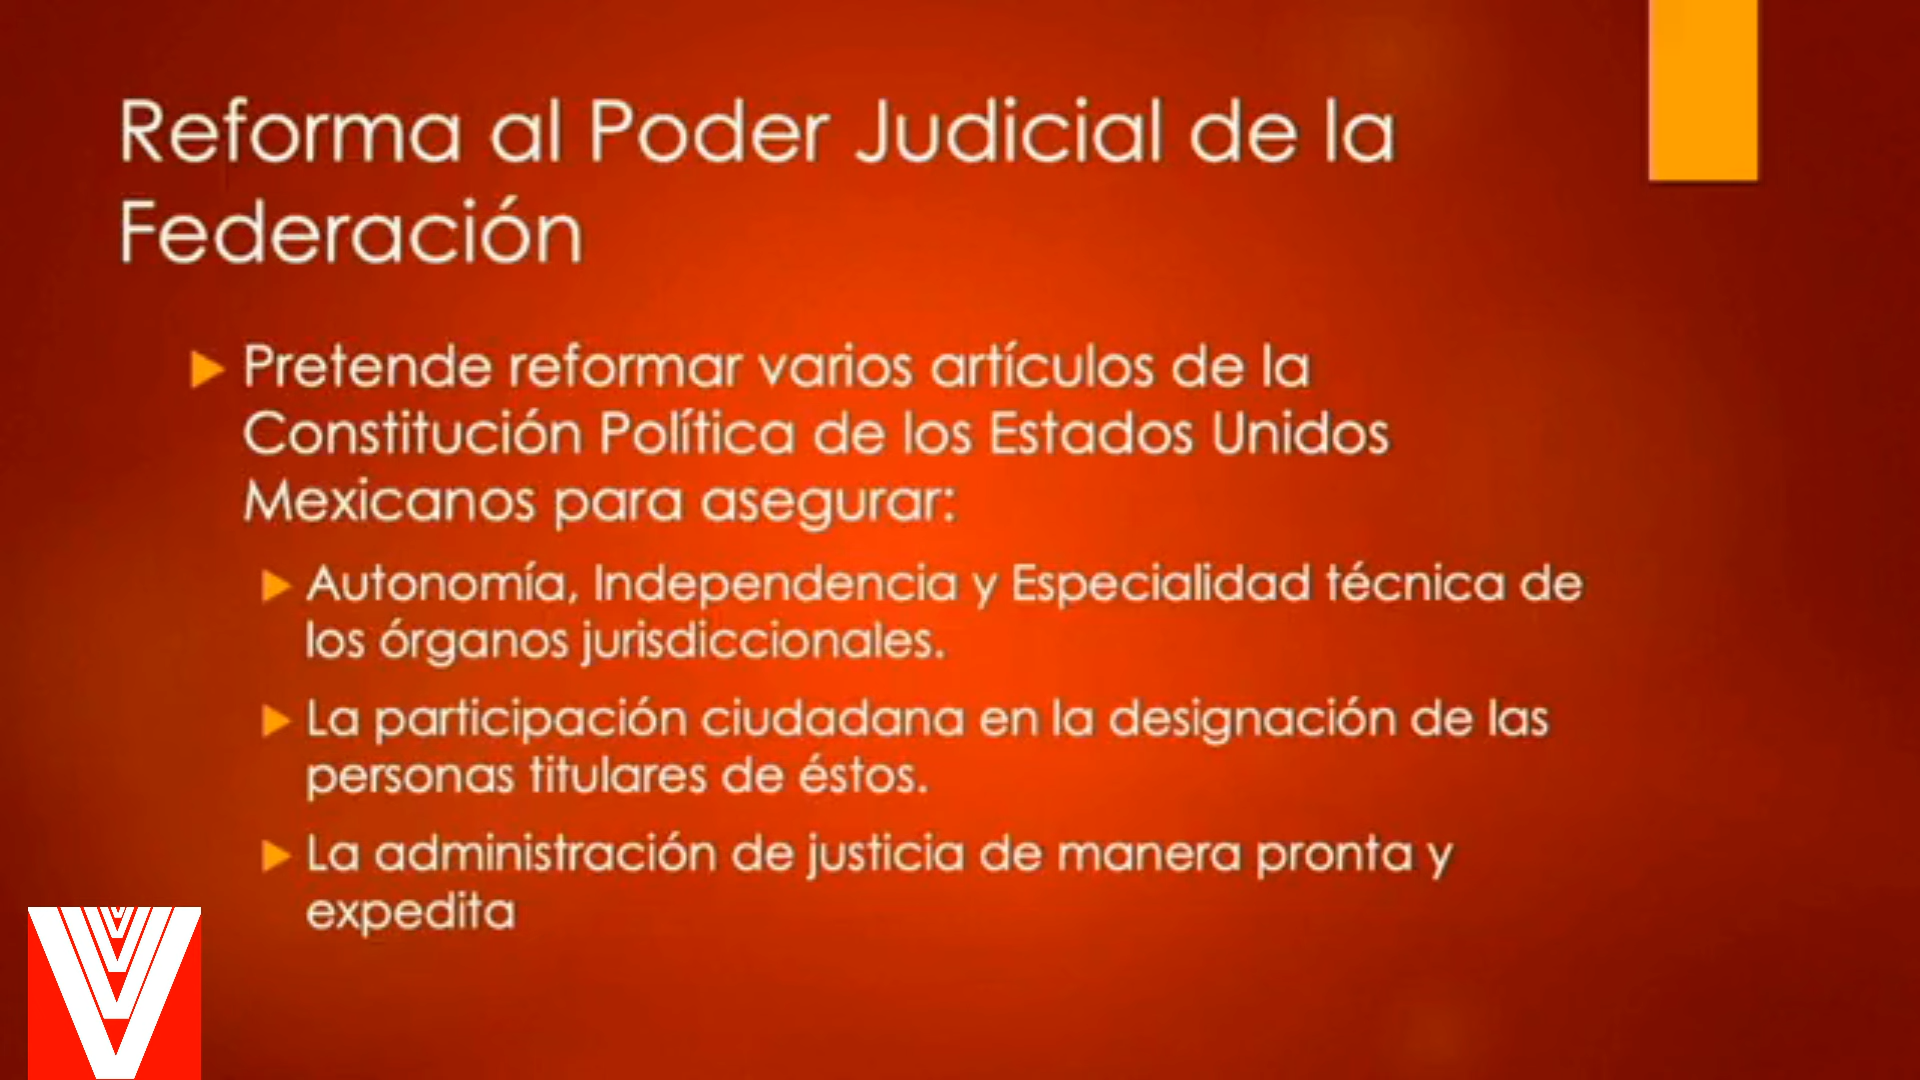 Reforma al Poder Judicial de la
Federación
Pretende reformar varios artículos de la
Constitución Política de los Estados Unidos
Mexicanos para asegurar:
Autonomía, Independencia y Especialidad técnica de
los órganos jurisdiccionales.
La participación ciudadana en la designación de las
personas titulares de éstos.
La administración de justicia de manera pronta y
expedita